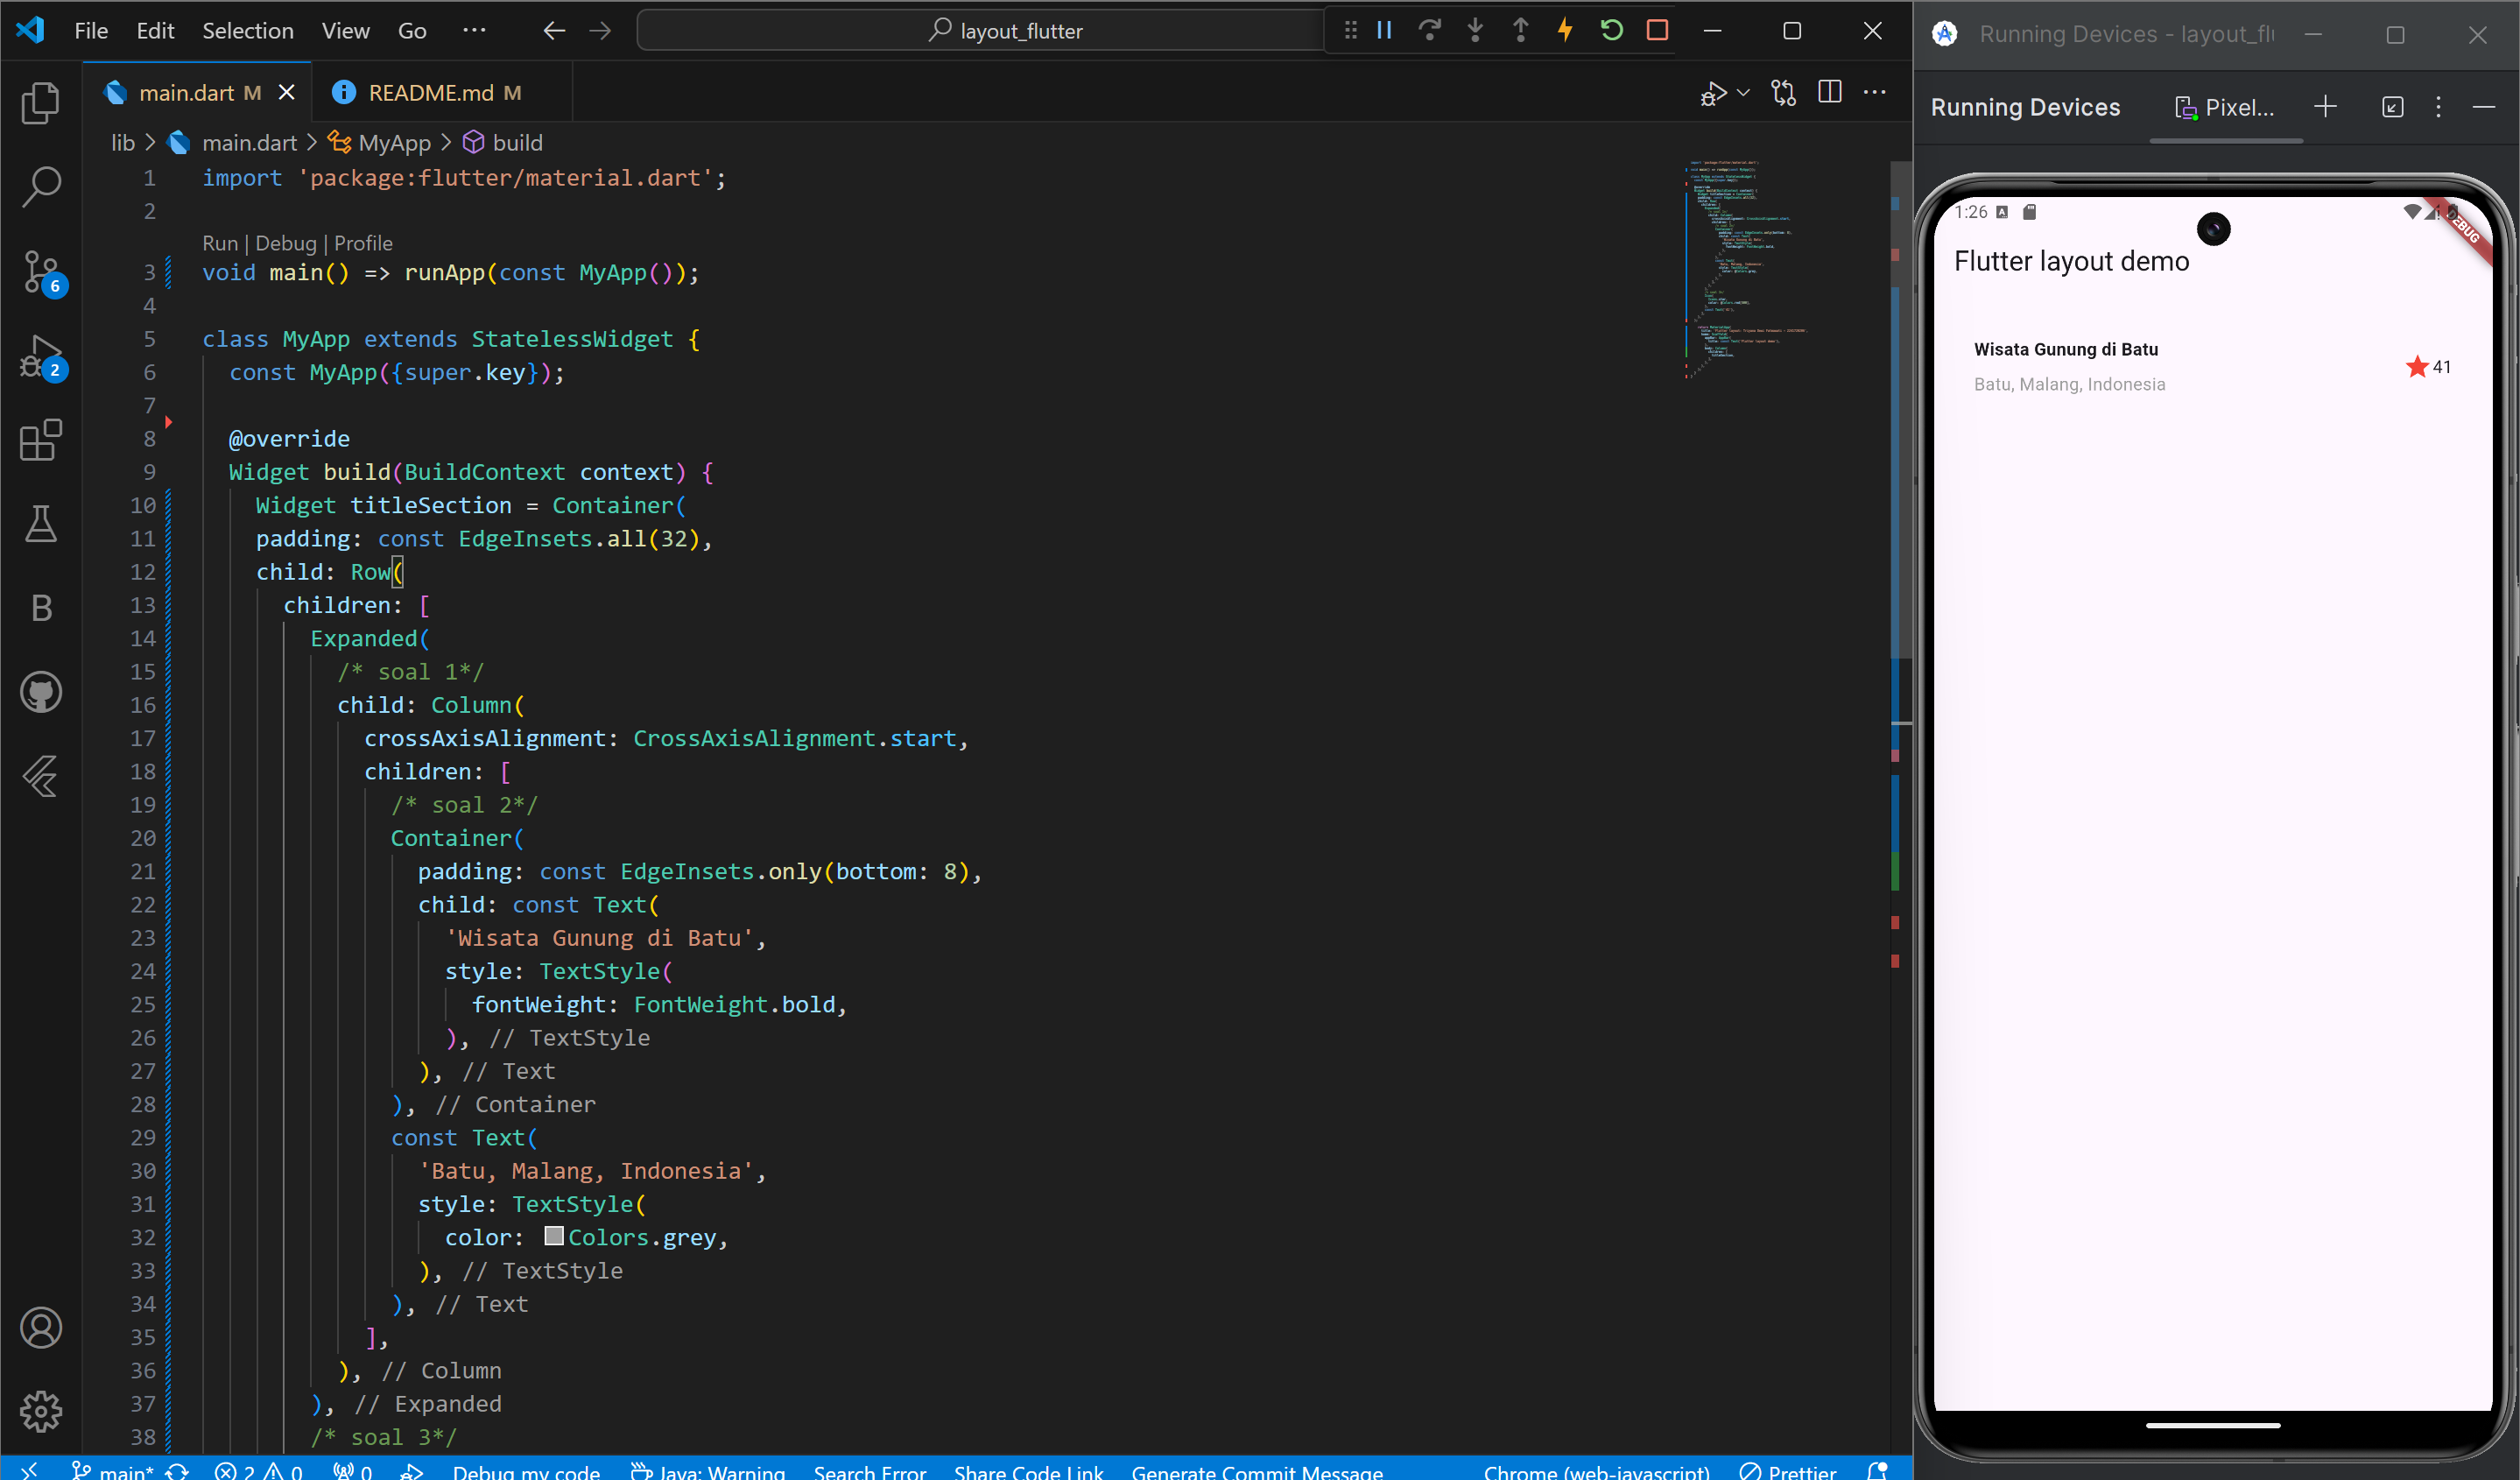 File Edit Selection View Go ··· layout_flutter
Running Devices - layout_fl
main.dart M README.md M
Running Devices Pixel...
lib > main.dart > MyApp > build
1 import 'package:flutter/material.dart';
2
Run | Debug | Profile
3 void main() => runApp(const MyApp());
4
5 class MyApp extends StatelessWidget {
6 const MyApp({super.key});
7
8 @override
9 Widget build(BuildContext context) {
10 Widget titleSection = Container(
11 padding: const EdgeInsets.all(32),
12 child: Row(
13 children: [
14 Expanded(
15 /* soal 1*/
16 child: Column(
17 crossAxisAlignment: CrossAxisAlignment.start,
18 children: [
19 /* soal 2*/
20 Container(
21 padding: const EdgeInsets.only(bottom: 8),
22 child: const Text(
23 'Wisata Gunung di Batu',
24 style: TextStyle(
25 fontWeight: FontWeight.bold,
26 ), // TextStyle
27 ), // Text
28 ), // Container
29 const Text(
30 'Batu, Malang, Indonesia',
31 style: TextStyle(
32 color: Colors.grey,
33 ), // TextStyle
34 ), // Text
35 ],
36 ), // Column
37 ), // Expanded
38 /* soal 3*/
6
2
B
1:26 A
DEBUG
Flutter layout demo
Wisata Gunung di Batu
41
Batu, Malang, Indonesia
main* 2 0 0 Debug my code Java: Warning Search Error Share Code Link Generate Commit Message Chrome (web-javascript) Prettier